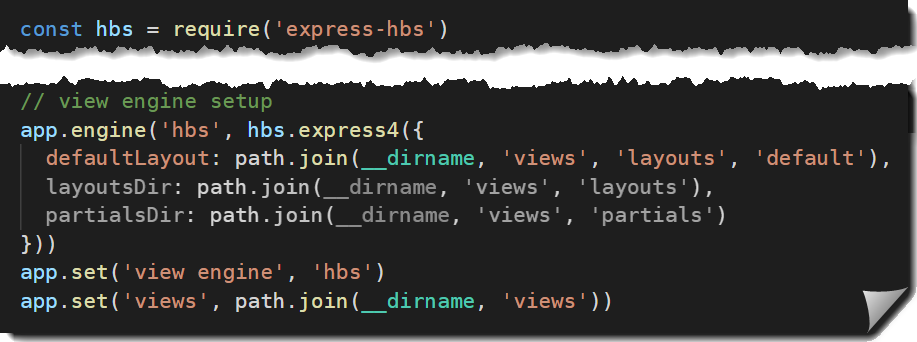 const hbs = require('express-hbs')
// view engine setup
app.engine('hbs', hbs.express4({
  defaultLayout: path.join(__dirname, 'views', 'layouts', 'default'),
  layoutsDir: path.join(__dirname, 'views', 'layouts'),
  partialsDir: path.join(__dirname, 'views', 'partials')
}))
app.set('view engine', 'hbs')
app.set('views', path.join(__dirname, 'views'))